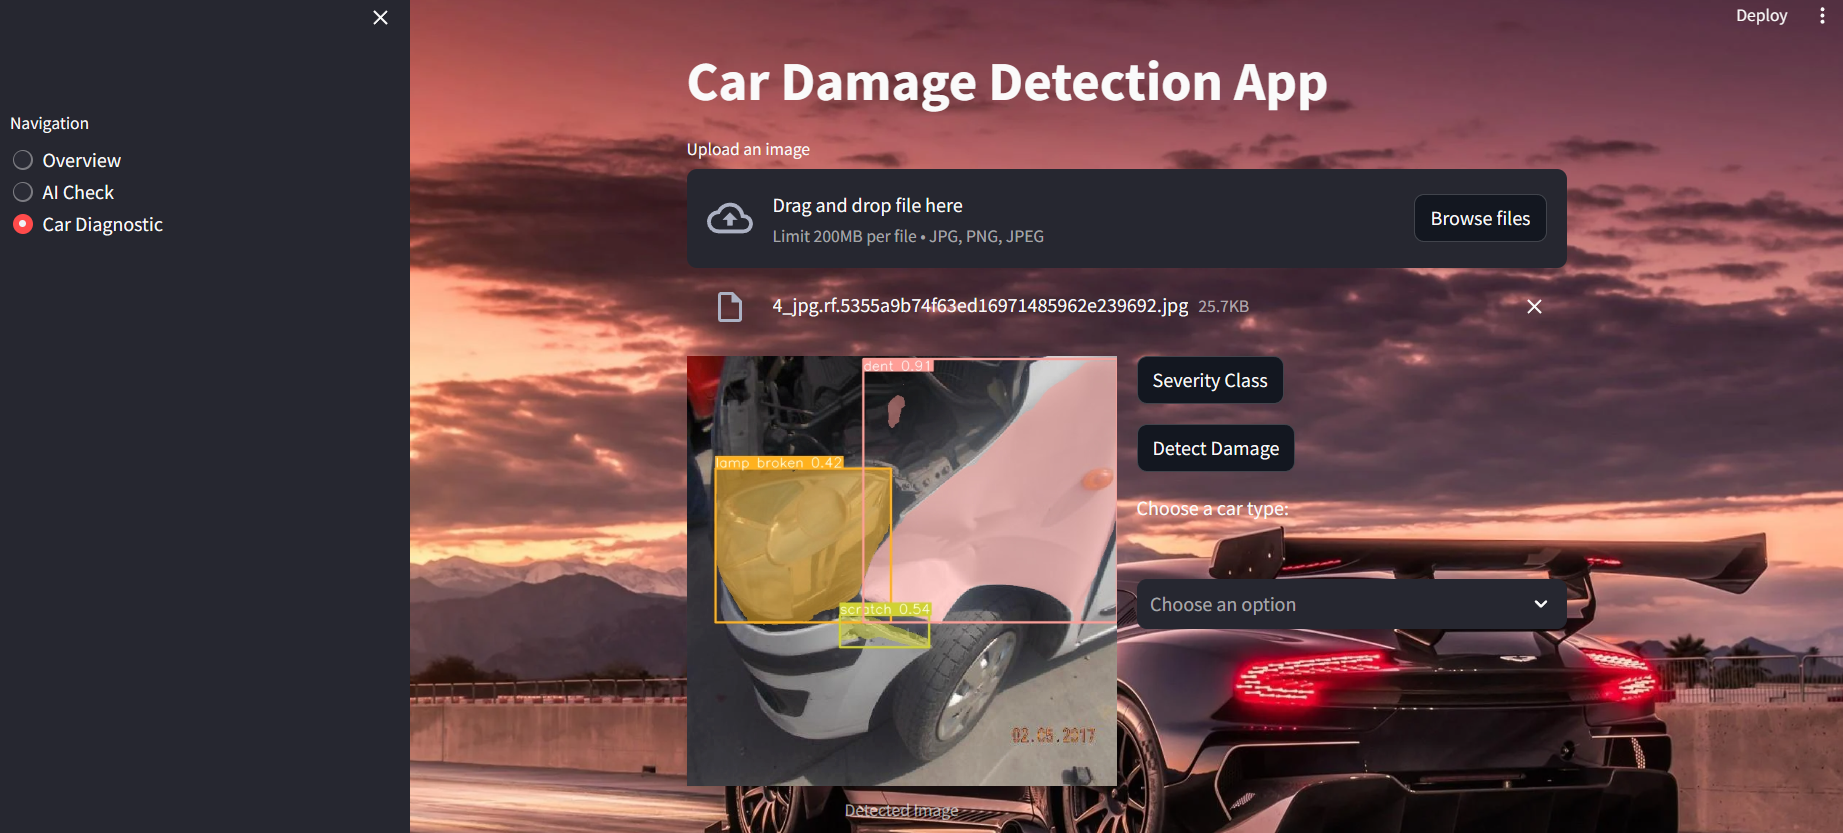 Deploy
Navigation
Overview
AI Check
Car Diagnostic
Car Damage Detection App
Upload an image
Drag and drop file here
Limit 200MB per file • JPG, PNG, JPEG
Browse files
4_jpg.rf.5355a9b74f63ed16971485962e239692.jpg 25.7KB
dent 0.91
lamp broken 0.42
scratch 0.54
02.05.2017
Detected Image
Severity Class
Detect Damage
Choose a car type:
Choose an option